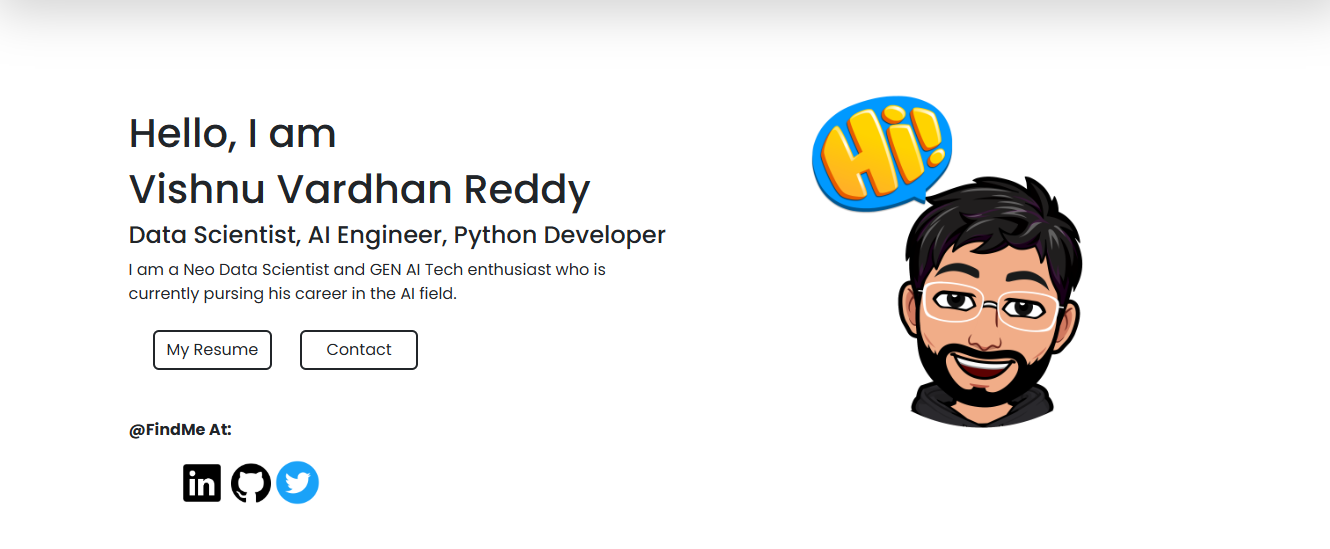 Hello, I am
Vishnu Vardhan Reddy
Data Scientist, AI Engineer, Python Developer
I am a Neo Data Scientist and GEN AI Tech enthusiast who is
currently pursing his career in the AI field.
My Resume
Contact
@FindMe At:
in
Hi!